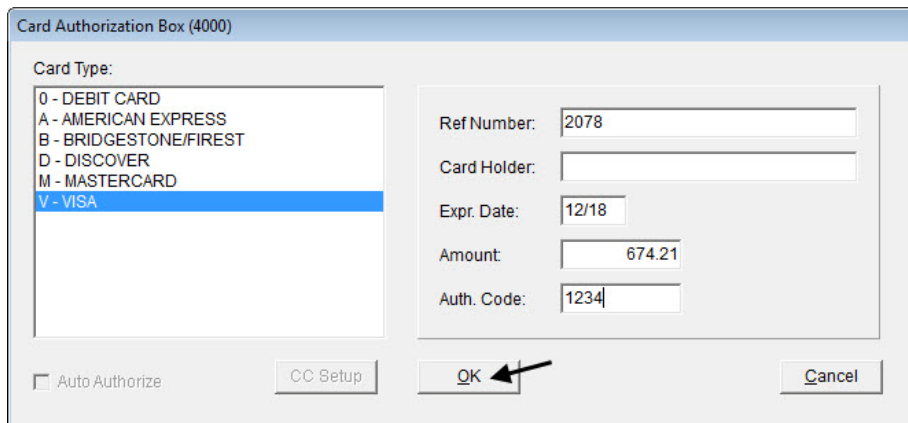 Card Authorization Box (4000)
Card Type:
0 - DEBIT CARD
A - AMERICAN EXPRESS
B - BRIDGESTONE/FIREST
D - DISCOVER
M - MASTERCARD
V - VISA
Ref Number: 2078
Card Holder:
Expr. Date: 12/18
Amount: 674.21
Auth. Code: 1234
Auto Authorize CC Setup OK Cancel